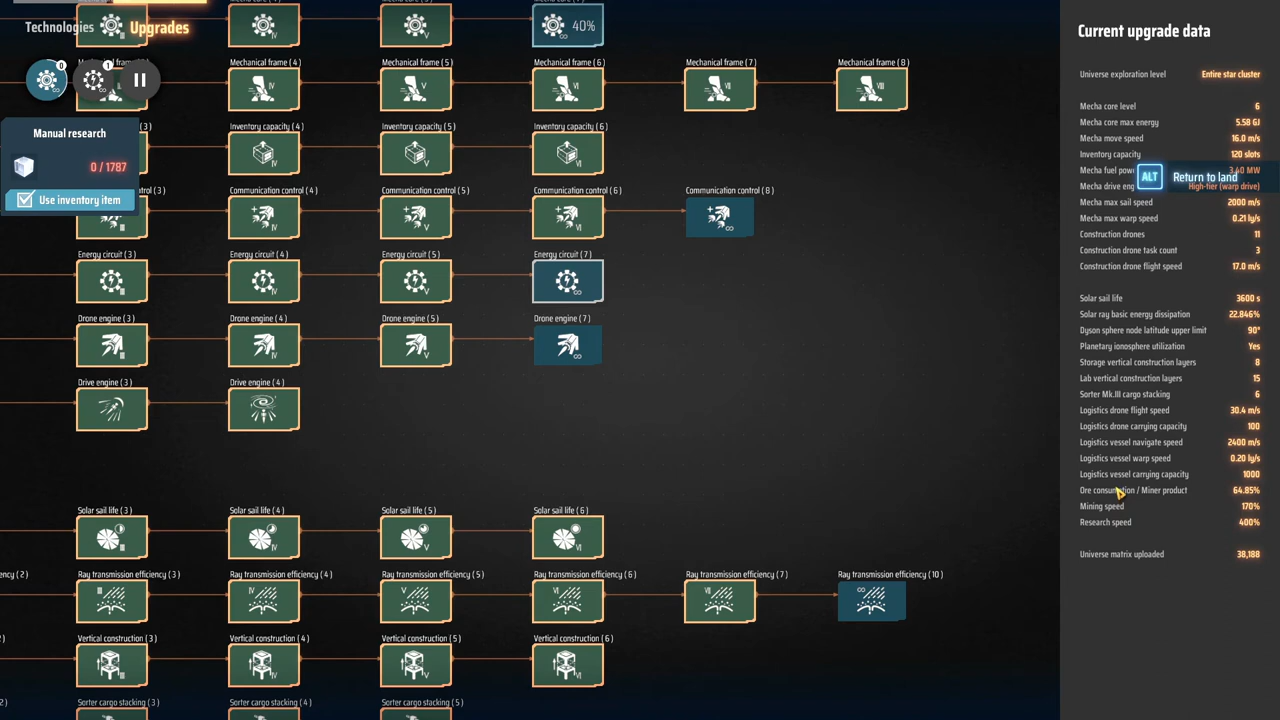 Technologies Upgrades
40%
Mechanical frame (4) Mechanical frame (5) Mechanical frame (6) Mechanical frame (7) Mechanical frame (8)
0 1
Manual research
0 / 1787
Use inventory item
Inventory capacity (4) Inventory capacity (5) Inventory capacity (6)
Communication control (4) Communication control (5) Communication control (6) Communication control (8)
Energy circuit (3) Energy circuit (4) Energy circuit (5) Energy circuit (7)
Drone engine (3) Drone engine (4) Drone engine (5) Drone engine (7)
Drive engine (3) Drive engine (4)
Solar sail life (3) Solar sail life (4) Solar sail life (5) Solar sail life (6)
Ray transmission efficiency (3) Ray transmission efficiency (4) Ray transmission efficiency (5) Ray transmission efficiency (6) Ray transmission efficiency (7) Ray transmission efficiency (10)
Vertical construction (3) Vertical construction (4) Vertical construction (5) Vertical construction (6)
Sorter cargo stacking (3) Sorter cargo stacking (4) Sorter cargo stacking (5)
Current upgrade data
Universe exploration level Entire star cluster
Mecha core level 6
Mecha core max energy 5.58 GJ
Mecha move speed 16.0 m/s
Inventory capacity 120 slots
Mecha fuel MW
ALT Return to land
Mecha drive High-tier (warp drive)
Mecha max sail speed 2000 m/s
Mecha max warp speed 0.21 ly/s
Construction drones 11
Construction drone task count 3
Construction drone flight speed 17.0 m/s
Solar sail life 3600 s
Solar ray basic energy dissipation 22.846%
Dyson sphere node latitude upper limit 90°
Planetary ionosphere utilization Yes
Storage vertical construction layers 8
Lab vertical construction layers 15
Sorter Mk.III cargo stacking 6
Logistics drone flight speed 30.4 m/s
Logistics drone carrying capacity 100
Logistics vessel navigate speed 2400 m/s
Logistics vessel warp speed 0.20 ly/s
Logistics vessel carrying capacity 1000
Ore consumption / Miner product 64.85%
Mining speed 170%
Research speed 400%
Universe matrix uploaded 38,188